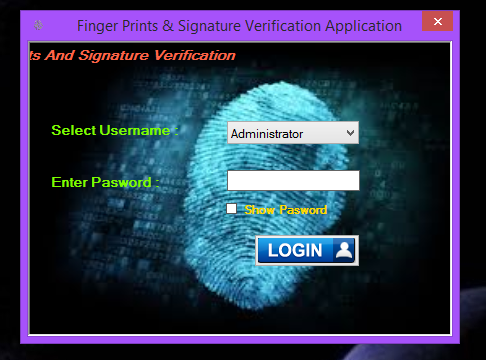 Finger Prints & Signature Verification Application
ts And Signature Verification
Select Username :
Administrator
Enter Pasword :
Show Pasword
LOGIN